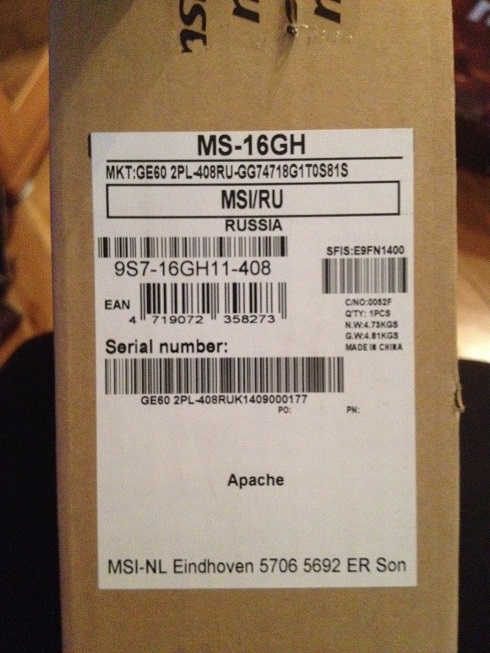 msi
MS-16GH
MKT:GE60 2PL-408RU-GG74718G1T0S81S
MSI/RU
RUSSIA
SFIS:E9FN1400
9S7-16GH11-408
C/NO:0052F
Q'TY: 1PCS
N.W:4.73KGS
G.W:4.81KGS
MADE IN CHINA
EAN
4 719072 358273
Serial number:
GE60 2PL-408RUK1409000177
PO: PN:
Apache
MSI-NL Eindhoven 5706 5692 ER Son